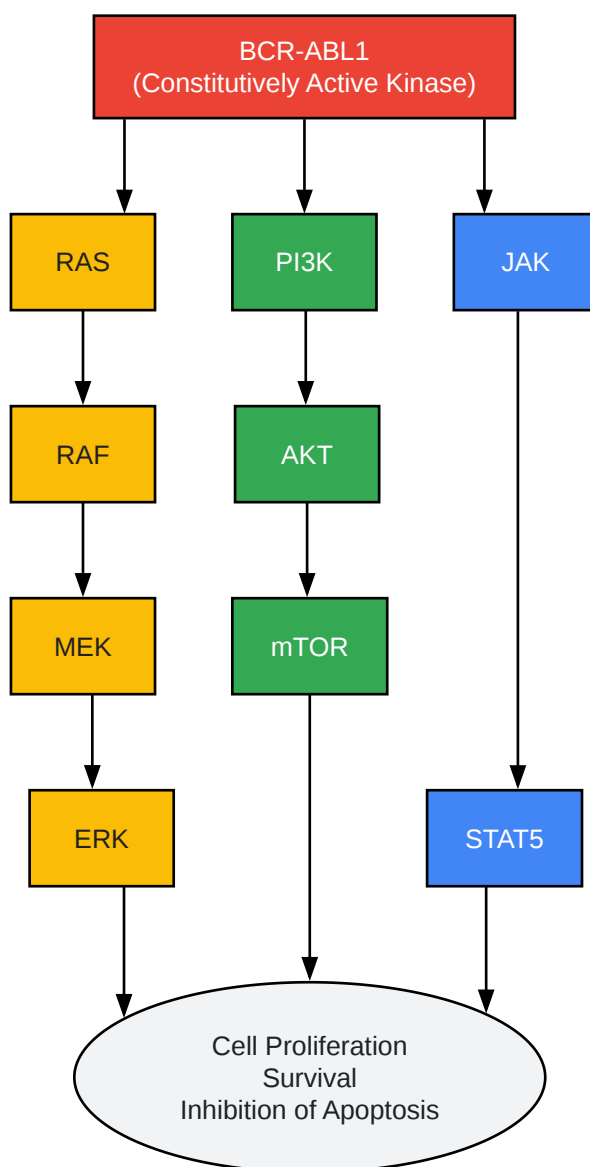 BCR-ABL1
(Constitutively Active Kinase)
RAS
PI3K
JAK
RAF
AKT
MEK
mTOR
ERK
STAT5
Cell Proliferation
Survival
Inhibition of Apoptosis